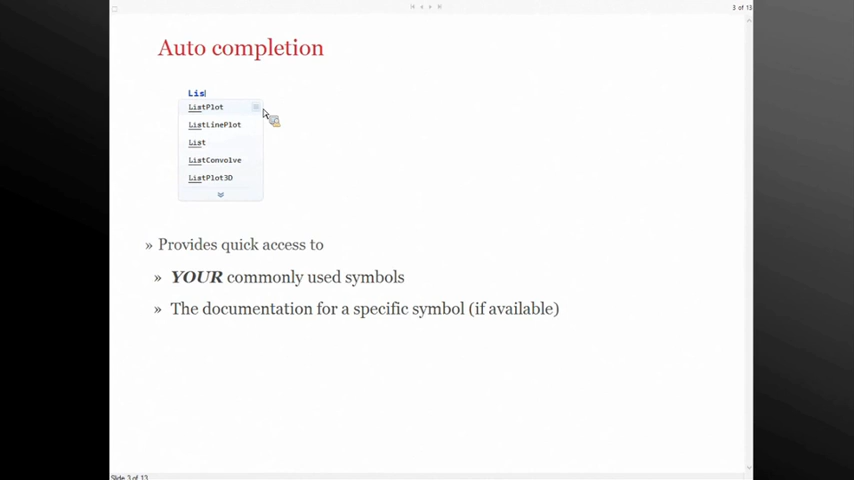 3 of 13
Auto completion
Lis
ListPlot
ListLinePlot
List
ListConvolve
ListPlot3D
» Provides quick access to
» YOUR commonly used symbols
» The documentation for a specific symbol (if available)
Slide 3 of 13